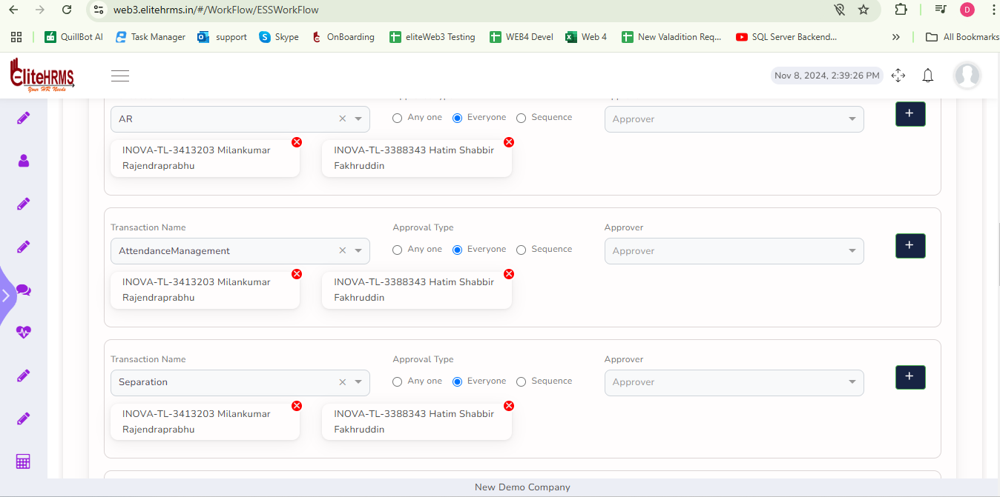 web3.elitehrms.in/#/WorkFlow/ESSWorkFlow
D
QuillBot AI Task Manager support Skype OnBoarding eliteWeb3 Testing WEB4 Devel Web 4 New Valadition Req... SQL Server Backend... » All Bookmarks
EliteHRMS
Your HR Needs
Nov 8, 2024, 2:39:26 PM
AR × Any one Everyone Sequence Approver +
INOVA-TL-3413203 Milankumar
Rajendraprabhu
INOVA-TL-3388343 Hatim Shabbir
Fakhruddin
Transaction Name Approval Type Approver
AttendanceManagement × Any one Everyone Sequence Approver +
INOVA-TL-3413203 Milankumar
Rajendraprabhu
INOVA-TL-3388343 Hatim Shabbir
Fakhruddin
Transaction Name Approval Type Approver
Separation × Any one Everyone Sequence Approver +
INOVA-TL-3413203 Milankumar
Rajendraprabhu
INOVA-TL-3388343 Hatim Shabbir
Fakhruddin
New Demo Company